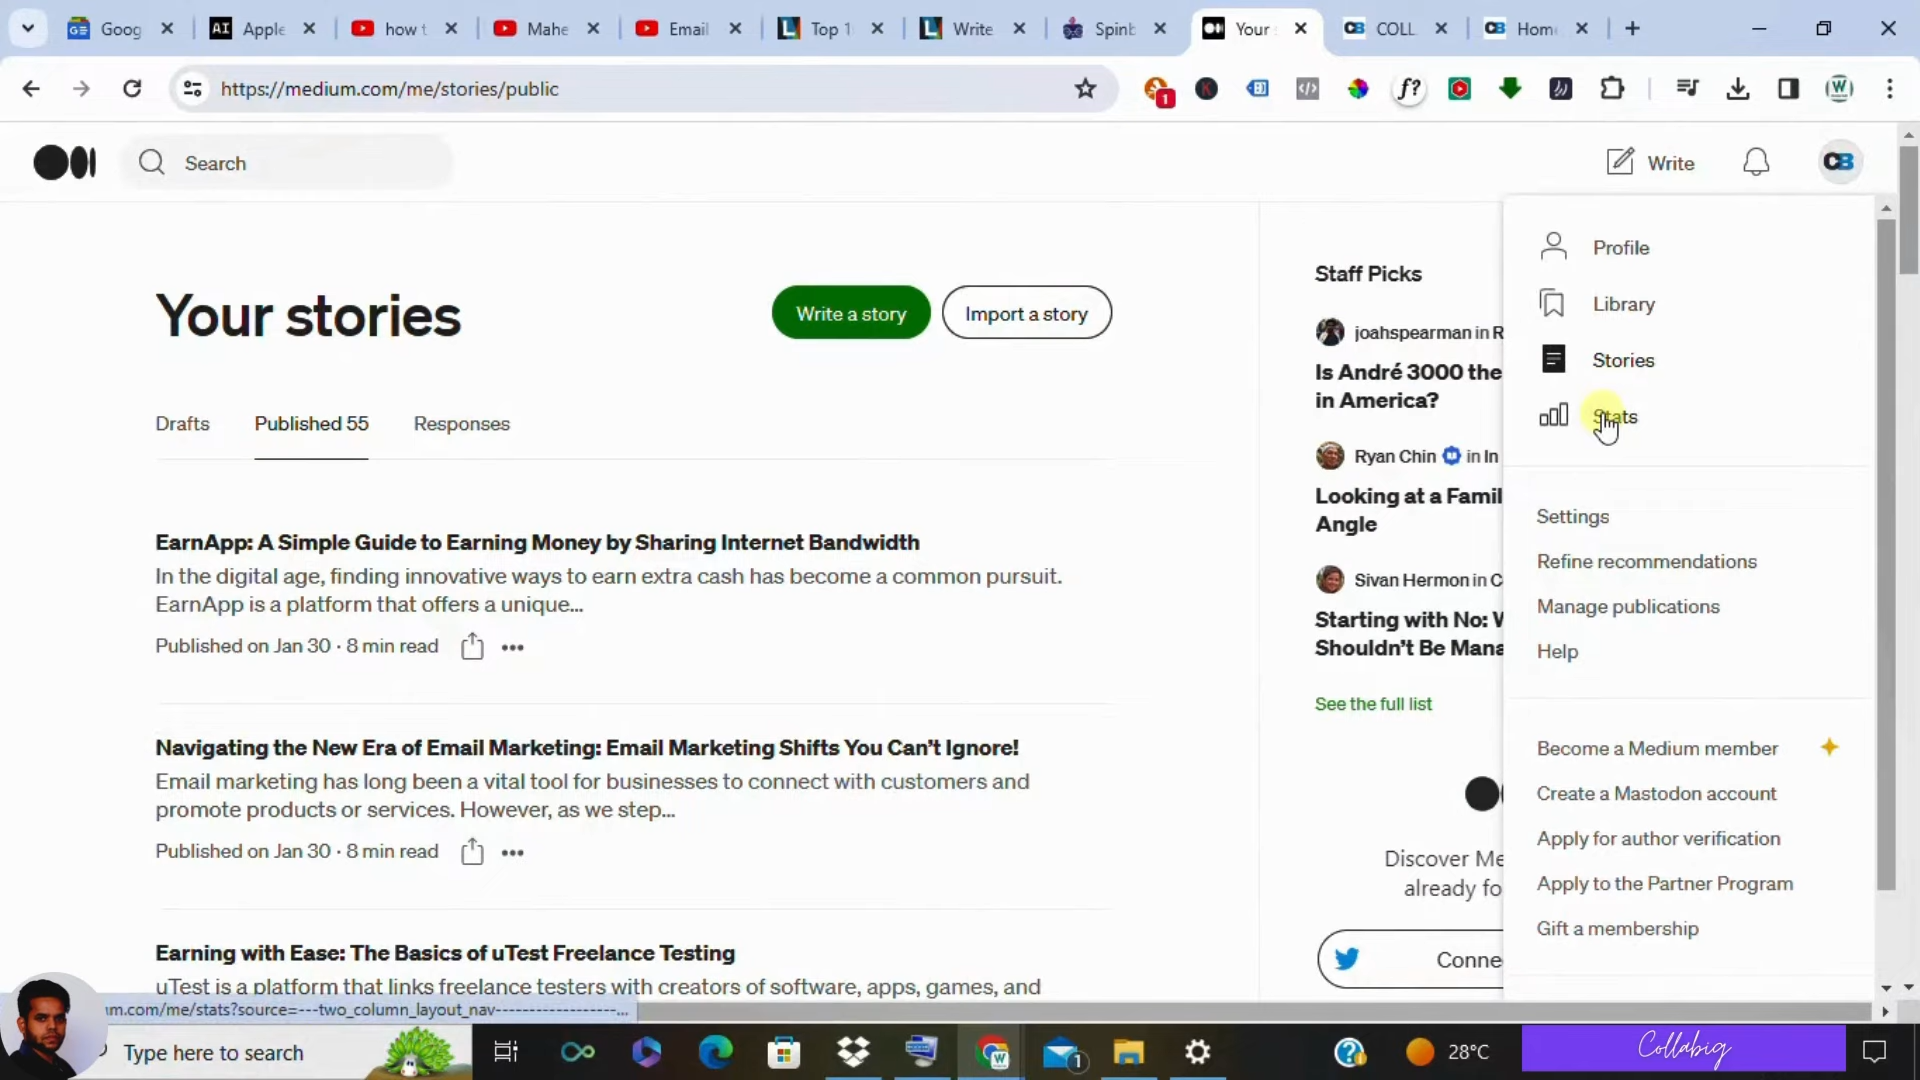 Goog
AI
Apple
how t
Mahe
Email
Top 1
Write
Spinb
Your
CB
COLL
CB
Hom
https://medium.com/me/stories/public
1
f?
W
Search
Write
CB
Your stories
Write a story
Import a story
Drafts
Published 55
Responses
EarnApp: A Simple Guide to Earning Money by Sharing Internet Bandwidth
In the digital age, finding innovative ways to earn extra cash has become a common pursuit.
EarnApp is a platform that offers a unique...
Published on Jan 30 · 8 min read
Navigating the New Era of Email Marketing: Email Marketing Shifts You Can't Ignore!
Email marketing has long been a vital tool for businesses to connect with customers and
promote products or services. However, as we step...
Published on Jan 30 · 8 min read
Earning with Ease: The Basics of uTest Freelance Testing
uTest is a platform that links freelance testers with creators of software, apps, games, and
Staff Picks
joahspearman in R
Is André 3000 the
in America?
Ryan Chin in In
Looking at a Famil
Angle
Sivan Hermon in C
Starting with No: W
Shouldn't Be Mana
See the full list
Discover Me
already fo
Conne
Profile
Library
Stories
Stats
Settings
Refine recommendations
Manage publications
Help
Become a Medium member
Create a Mastodon account
Apply for author verification
Apply to the Partner Program
Gift a membership
um.com/me/stats?source=---two_column_layout_nav------------------...
Type here to search
1
28°C
Collabig